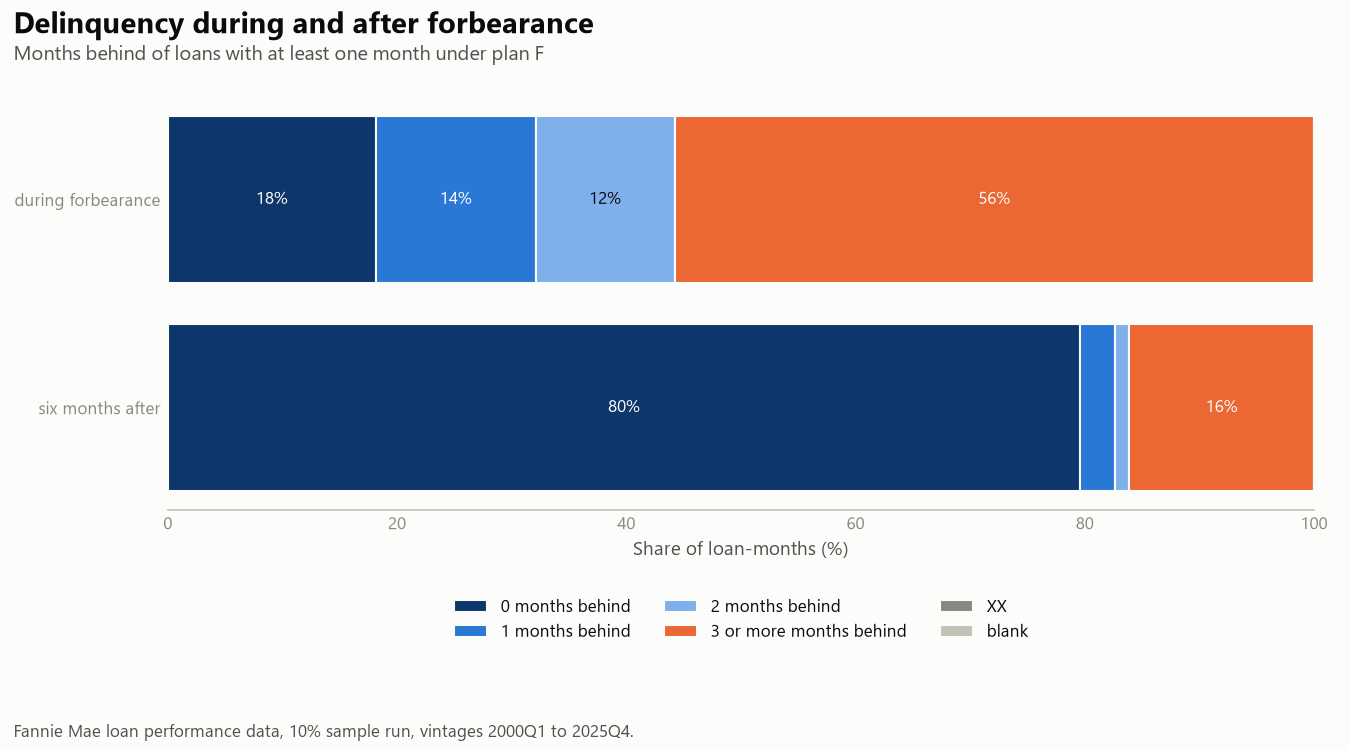 Delinquency during and after forbearance
Months behind of loans with at least one month under plan F
during forbearance
18%
14%
12%
56%
six months after
80%
16%
0
20
40
60
80
100
Share of loan-months (%)
0 months behind
2 months behind
XX
1 months behind
3 or more months behind
blank
Fannie Mae loan performance data, 10% sample run, vintages 2000Q1 to 2025Q4.